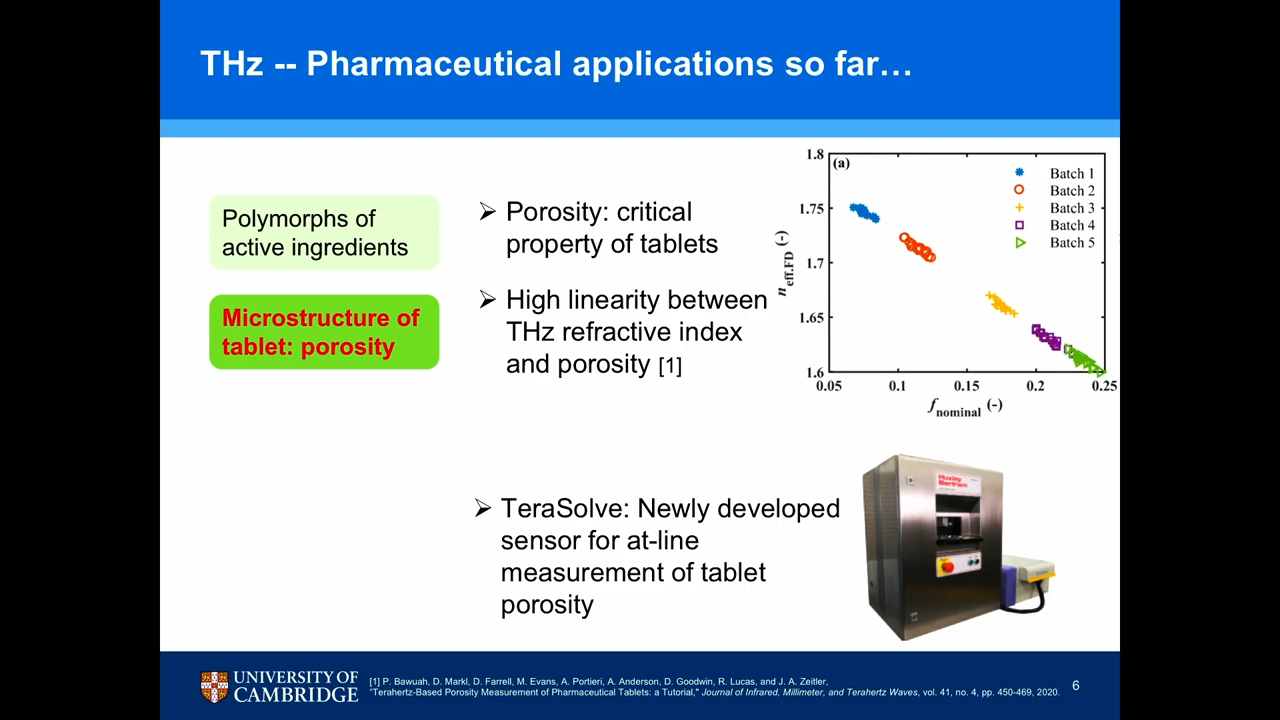 THz -- Pharmaceutical applications so far…
Polymorphs of
active ingredients
Microstructure of
tablet: porosity
➢ Porosity: critical
property of tablets
➢ High linearity between
THz refractive index
and porosity [1]
(a)
Batch 1
Batch 2
Batch 3
Batch 4
Batch 5
1.8
1.75
1.7
1.65
1.6
n eff.FD (-)
0.05 0.1 0.15 0.2 0.25
f nominal (-)
➢ TeraSolve: Newly developed
sensor for at-line
measurement of tablet
porosity
Huxley
Bertram
UNIVERSITY OF
CAMBRIDGE
[1] P. Bawuah, D. Markl, D. Farrell, M. Evans, A. Portieri, A. Anderson, D. Goodwin, R. Lucas, and J. A. Zeitler,
"Terahertz-Based Porosity Measurement of Pharmaceutical Tablets: a Tutorial," Journal of Infrared, Millimeter, and Terahertz Waves, vol. 41, no. 4, pp. 450-469, 2020.
6